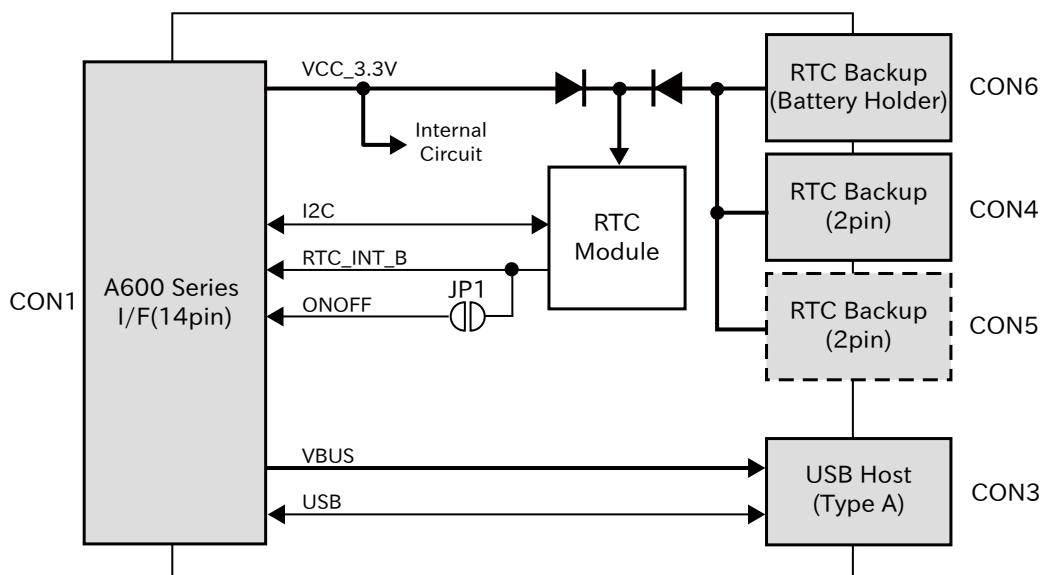 VCC_3.3V
RTC Backup
(Battery Holder)
CON6
Internal
Circuit
RTC Backup
(2pin)
CON4
I2C
RTC
Module
RTC_INT_B
CON1
A600 Series
I/F(14pin)
JP1
ONOFF
RTC Backup
(2pin)
CON5
VBUS
USB Host
(Type A)
CON3
USB